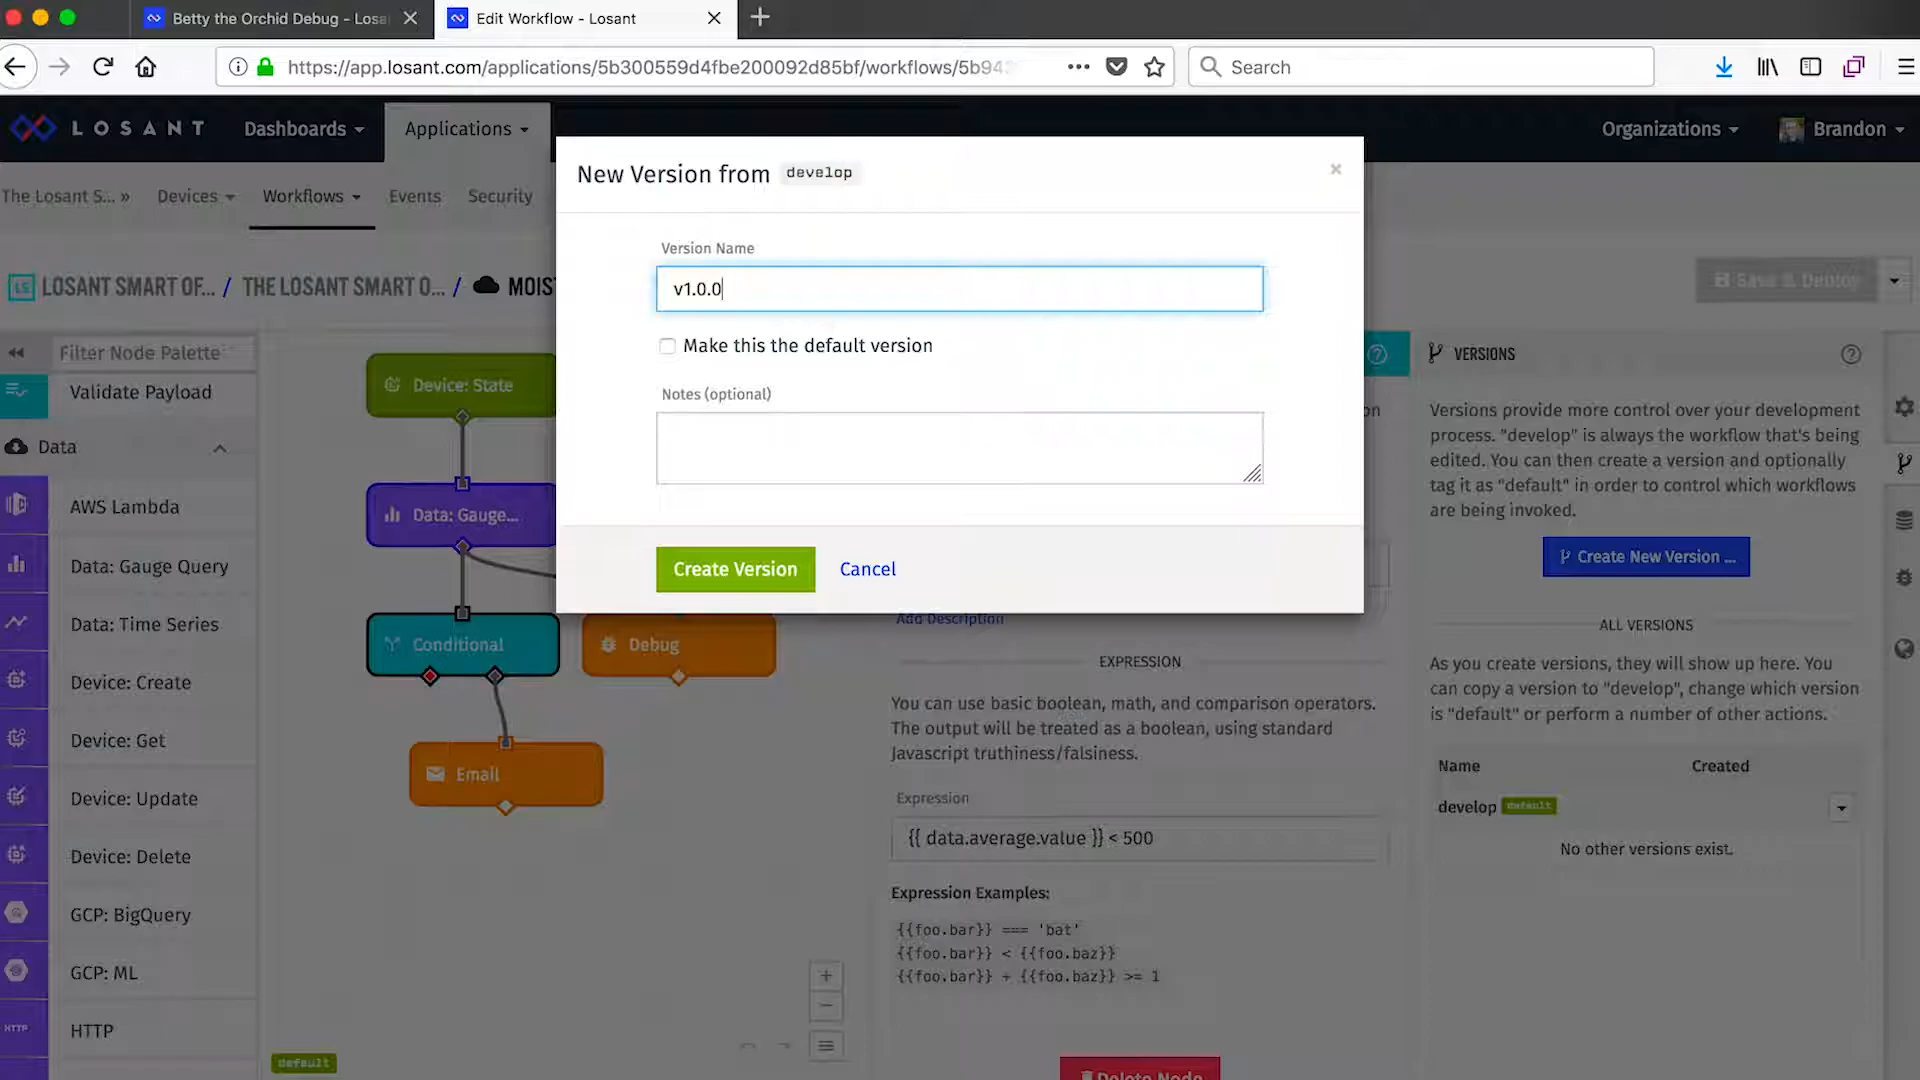 Betty the Orchid Debug - Losa
Edit Workflow - Losant
https://app.losant.com/applications/5b300559d4fbe200092d85bf/workflows/5b943
Search
LOSANT
Dashboards
Applications
Organizations
Brandon
The Losant S... »
Devices
Workflows
Events
Security
New Version from develop
×
Version Name
v1.0.0
Make this the default version
Notes (optional)
Create Version
Cancel
LS LOSANT SMART OF... / THE LOSANT SMART O... / MOIS
Save & Deploy
Filter Node Palette
Validate Payload
Data
AWS Lambda
Data: Gauge Query
Data: Time Series
Device: Create
Device: Get
Device: Update
Device: Delete
GCP: BigQuery
GCP: ML
HTTP
HTTP
Device: State
Data: Gauge...
Conditional
Debug
Email
default
on
Add Description
EXPRESSION
You can use basic boolean, math, and comparison operators.
The output will be treated as a boolean, using standard
Javascript truthiness/falsiness.
Expression
{{ data.average.value }} < 500
Expression Examples:
{{foo.bar}} === 'bat'
{{foo.bar}} < {{foo.baz}}
{{foo.bar}} + {{foo.baz}} >= 1
Delete Node
VERSIONS
Versions provide more control over your development
process. "develop" is always the workflow that's being
edited. You can then create a version and optionally
tag it as "default" in order to control which workflows
are being invoked.
Create New Version ...
ALL VERSIONS
As you create versions, they will show up here. You
can copy a version to "develop", change which version
is "default" or perform a number of other actions.
Name Created
develop default
No other versions exist.